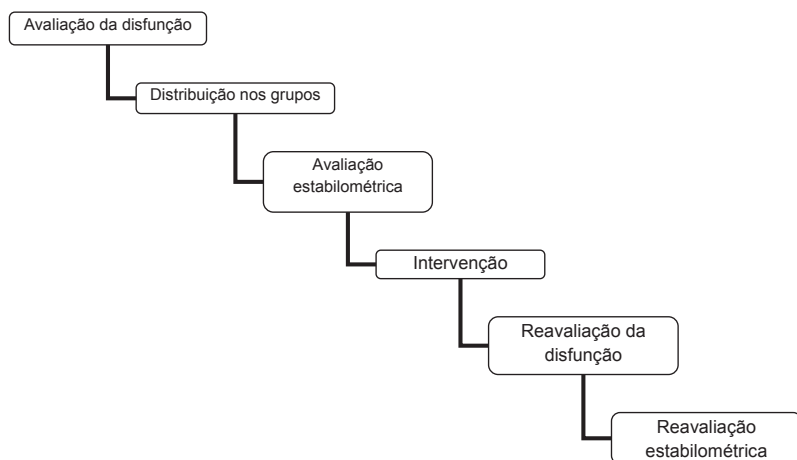 Avaliação da disfunção
Distribuição nos grupos
Avaliação
estabilométrica
Intervenção
Reavaliação da
disfunção
Reavaliação
estabilométrica